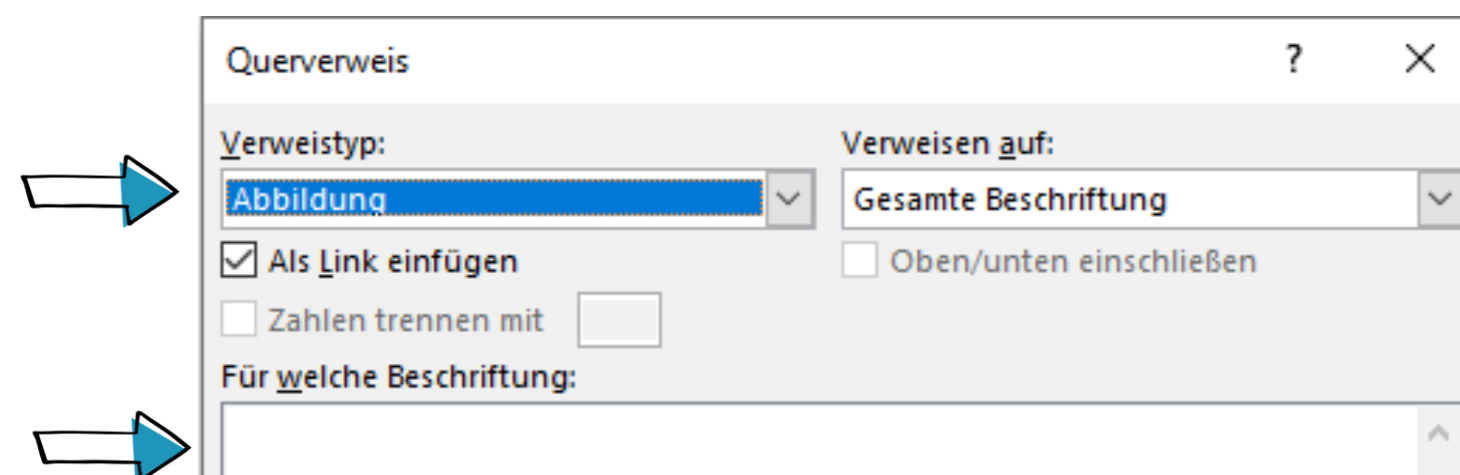 Querverweis ?
Verweistyp: Verweisen auf:
Abbildung Gesamte Beschriftung
Als Link einfügen Oben/unten einschließen
Zahlen trennen mit
Für welche Beschriftung: